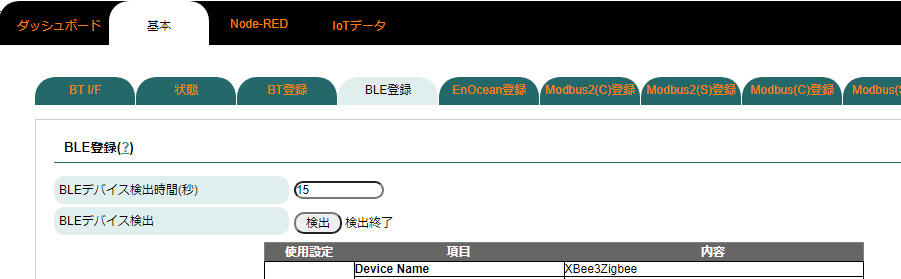 ダッシュボード 基本 Node-RED IoTデータ
BT I/F 状態 BT登録 BLE登録 EnOcean登録 Modbus2(C)登録 Modbus2(S)登録 Modbus(C)登録 Modbus(S
BLE登録(?)
BLEデバイス検出時間(秒) 15
BLEデバイス検出 検出 検出終了
使用設定 項目 内容
Device Name XBee3Zigbee